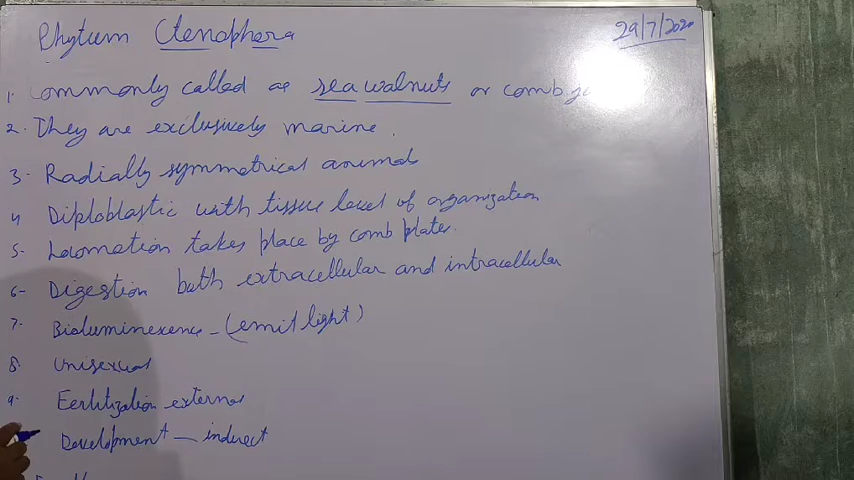 Phylum Ctenophora
29/7/2020
1. Commonly called as sea walnuts or comb
2. They are exclusively marine.
3. Radially symmetrical animals
4 Diploblastic with tissue level of organization
5. Locomotion takes place by comb plates.
6. Digestion both extracellular and intracellular
7. Bioluminexence - (emit light)
8. Unisexual
9. Fertilization external
Development - indirect